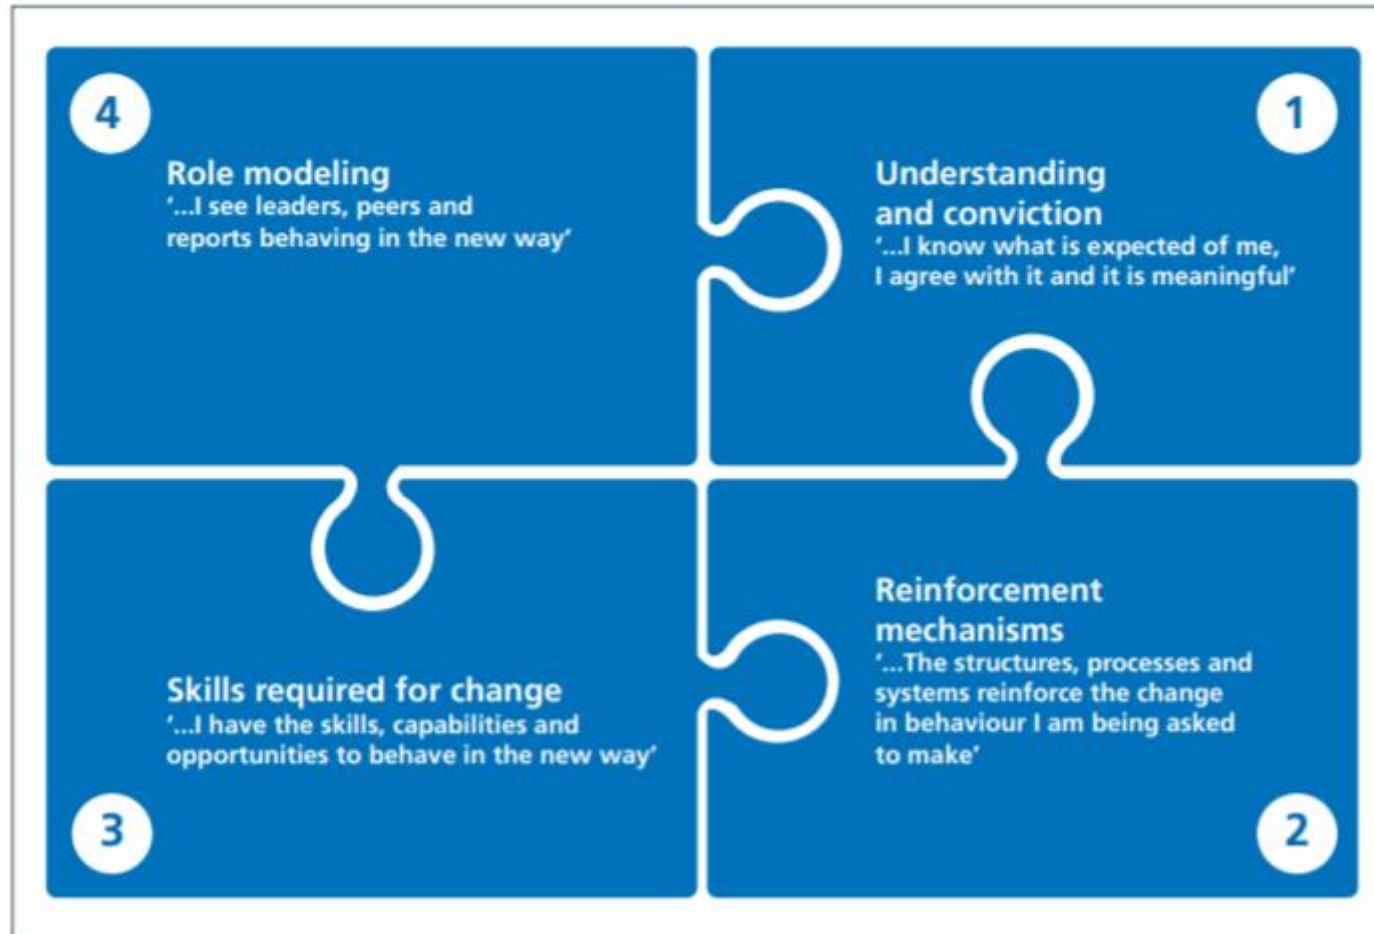 4
Role modeling
‘...I see leaders, peers and
reports behaving in the new way’
1
Understanding
and conviction
‘...I know what is expected of me,
I agree with it and it is meaningful’
Skills required for change
‘...I have the skills, capabilities and
opportunities to behave in the new way’
3
Reinforcement
mechanisms
‘...The structures, processes and
systems reinforce the change
in behaviour I am being asked
to make’
2